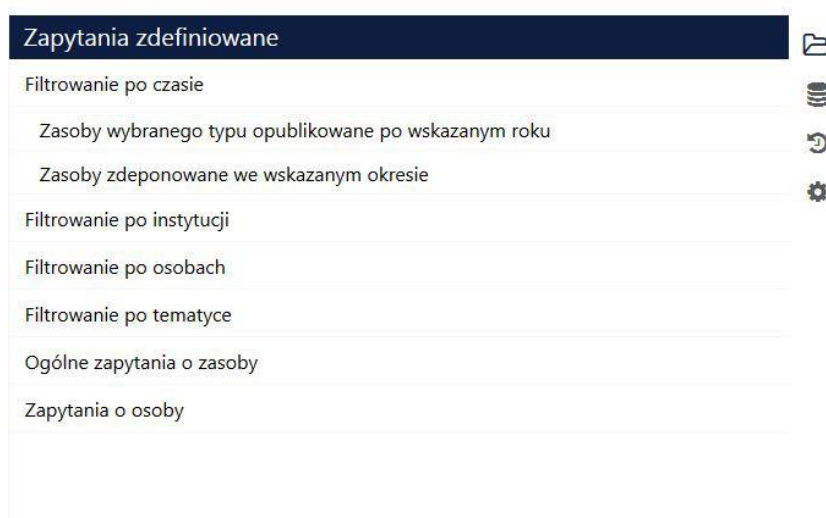 Zapytania zdefiniowane
Filtrowanie po czasie
Zasoby wybranego typu opublikowane po wskazanym roku
Zasoby zdeponowane we wskazanym okresie
Filtrowanie po instytucji
Filtrowanie po osobach
Filtrowanie po tematyce
Ogólne zapytania o zasoby
Zapytania o osoby